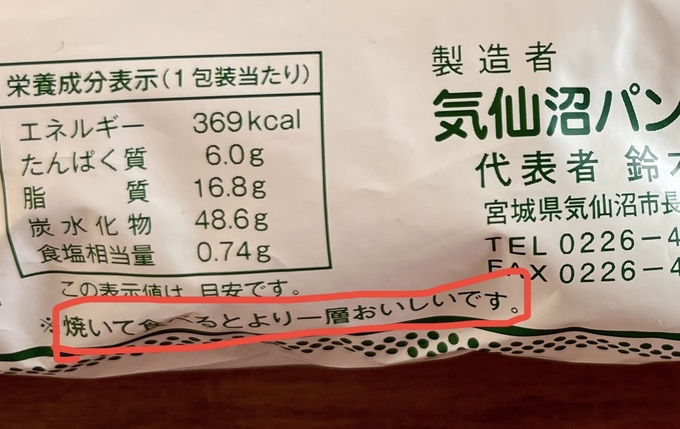 栄養成分表示(1包装当たり)
エネルギー 369kcal
たんぱく質 6.0g
脂質 16.8g
炭水化物 48.6g
食塩相当量 0.74g
この表示値は、目安です。
※焼いて食べるとより一層おいしいです。
製造者
気仙沼パン
代表者 鈴木
宮城県気仙沼市長
TEL 0226-4
FAX 0226-4